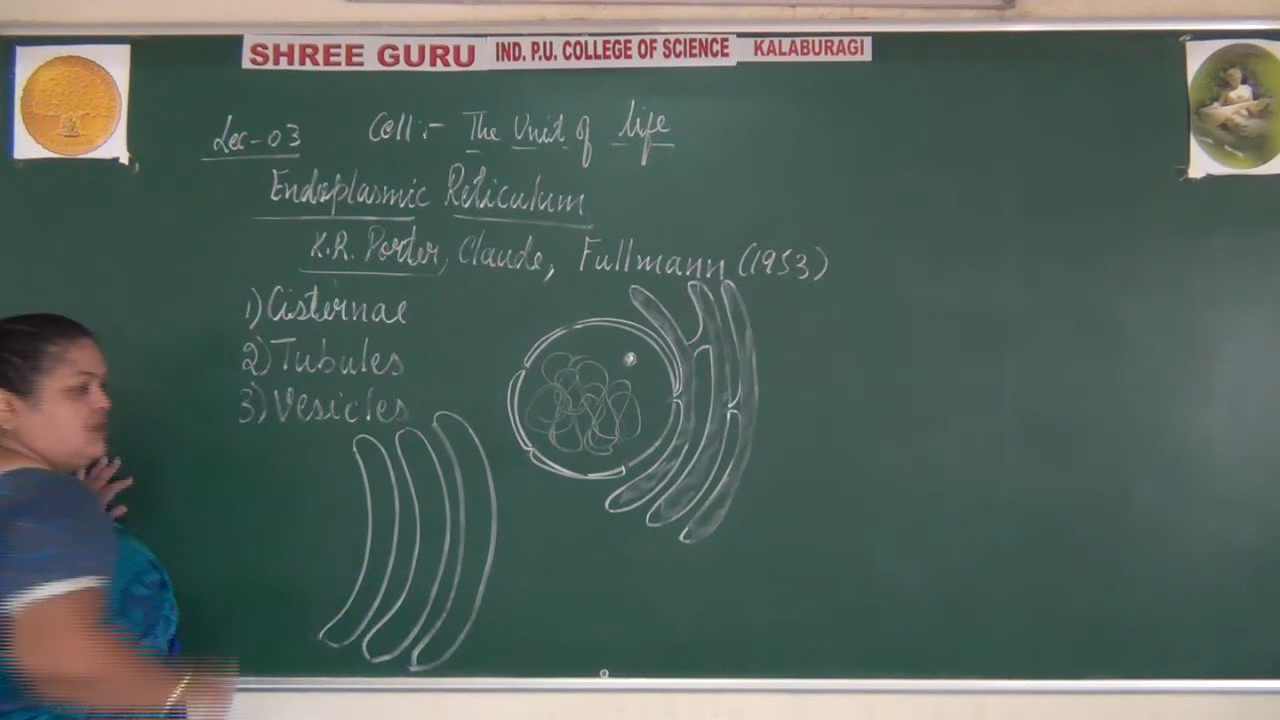 SHREE GURU IND. P.U. COLLEGE OF SCIENCE KALABURAGI
Lec-03 Cell:- The Unit of life
Endoplasmic Reticulum
K.R. Porter, Claude, Fullmann (1953)
1) Cisternae
2) Tubules
3) Vesicles